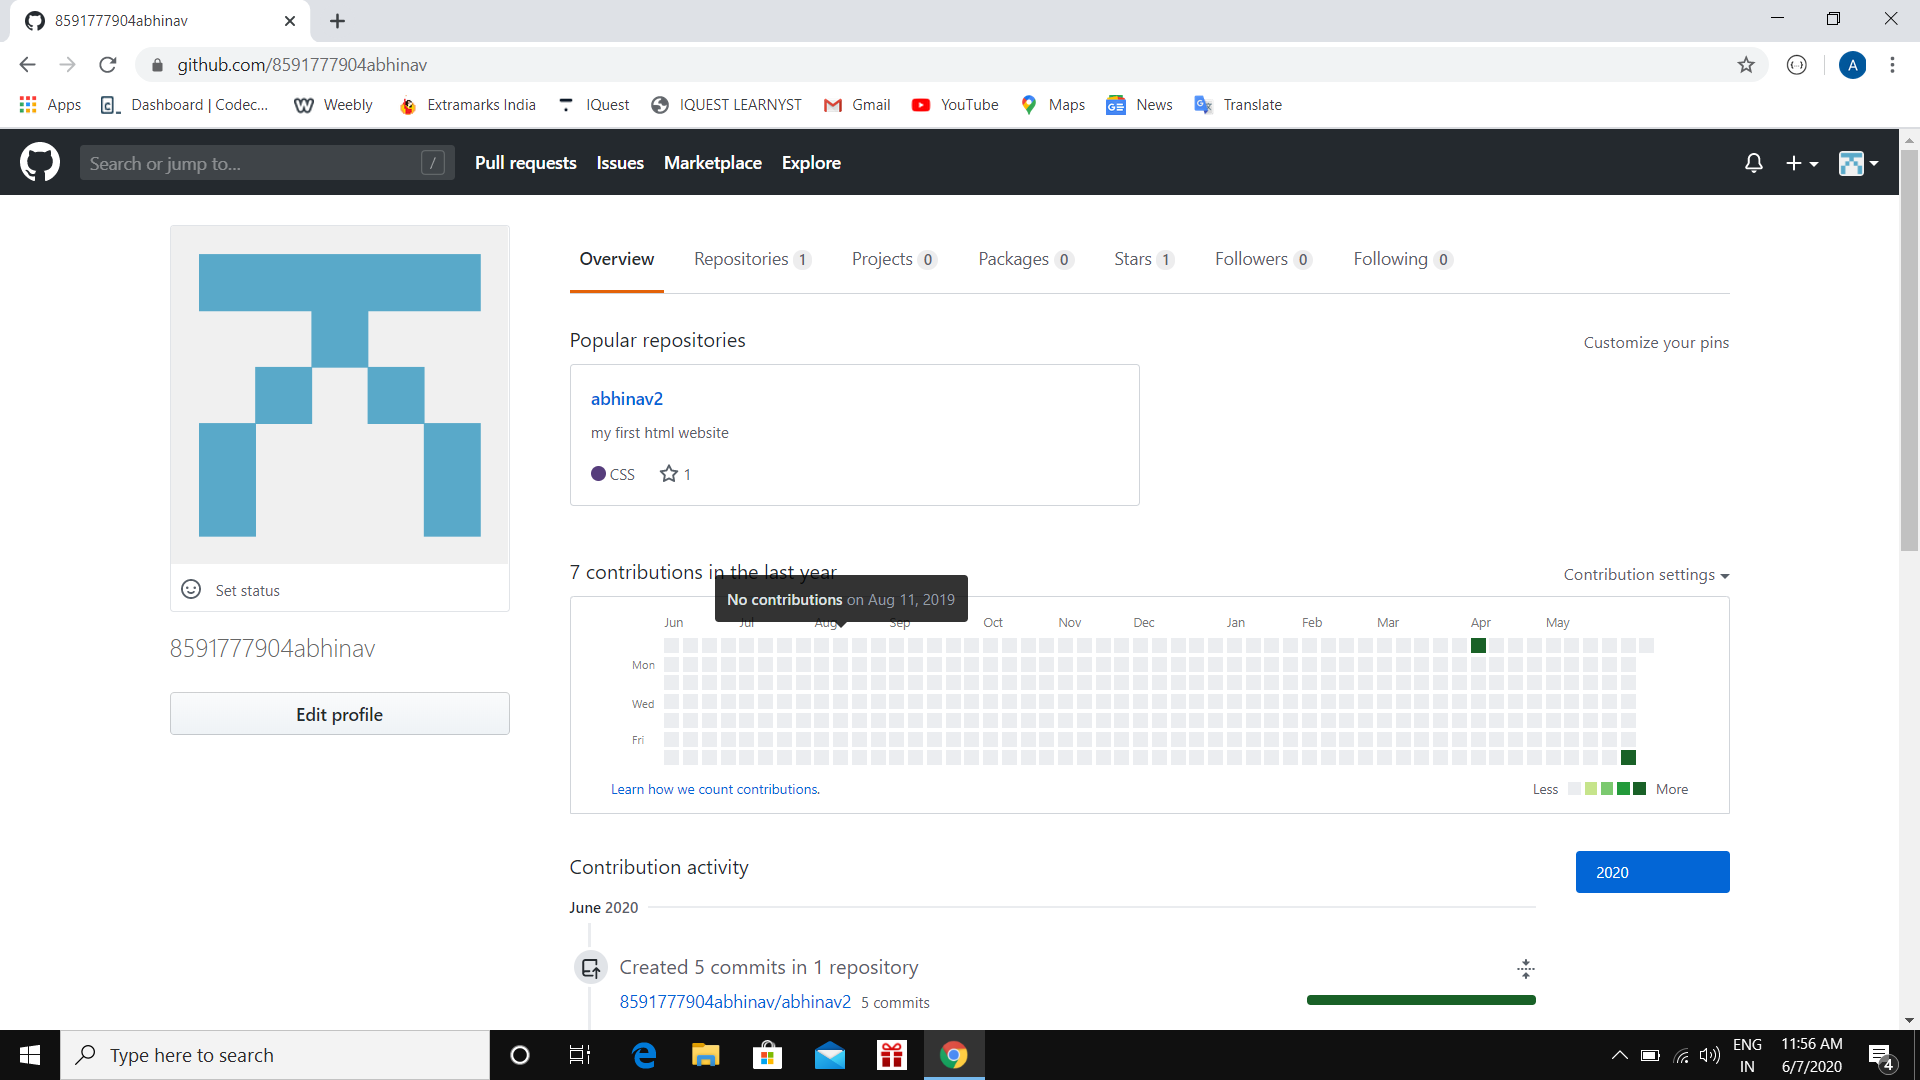 8591777904abhinav
github.com/8591777904abhinav
A
Apps
Dashboard | Codec...
Weebly
Extramarks India
IQuest
IQUEST LEARNYST
Gmail
YouTube
Maps
News
Translate
Search or jump to...
/
Pull requests
Issues
Marketplace
Explore
Overview
Repositories 1
Projects 0
Packages 0
Stars 1
Followers 0
Following 0
Popular repositories
Customize your pins
abhinav2
my first html website
CSS
1
Set status
8591777904abhinav
Edit profile
7 contributions in the last year
Contribution settings
No contributions on Aug 11, 2019
Jun Jul Aug Sep Oct Nov Dec Jan Feb Mar Apr May
Mon
Wed
Fri
Learn how we count contributions.
Less
More
Contribution activity
2020
June 2020
Created 5 commits in 1 repository
8591777904abhinav/abhinav2 5 commits
Type here to search
ENG
IN
11:56 AM
6/7/2020
4